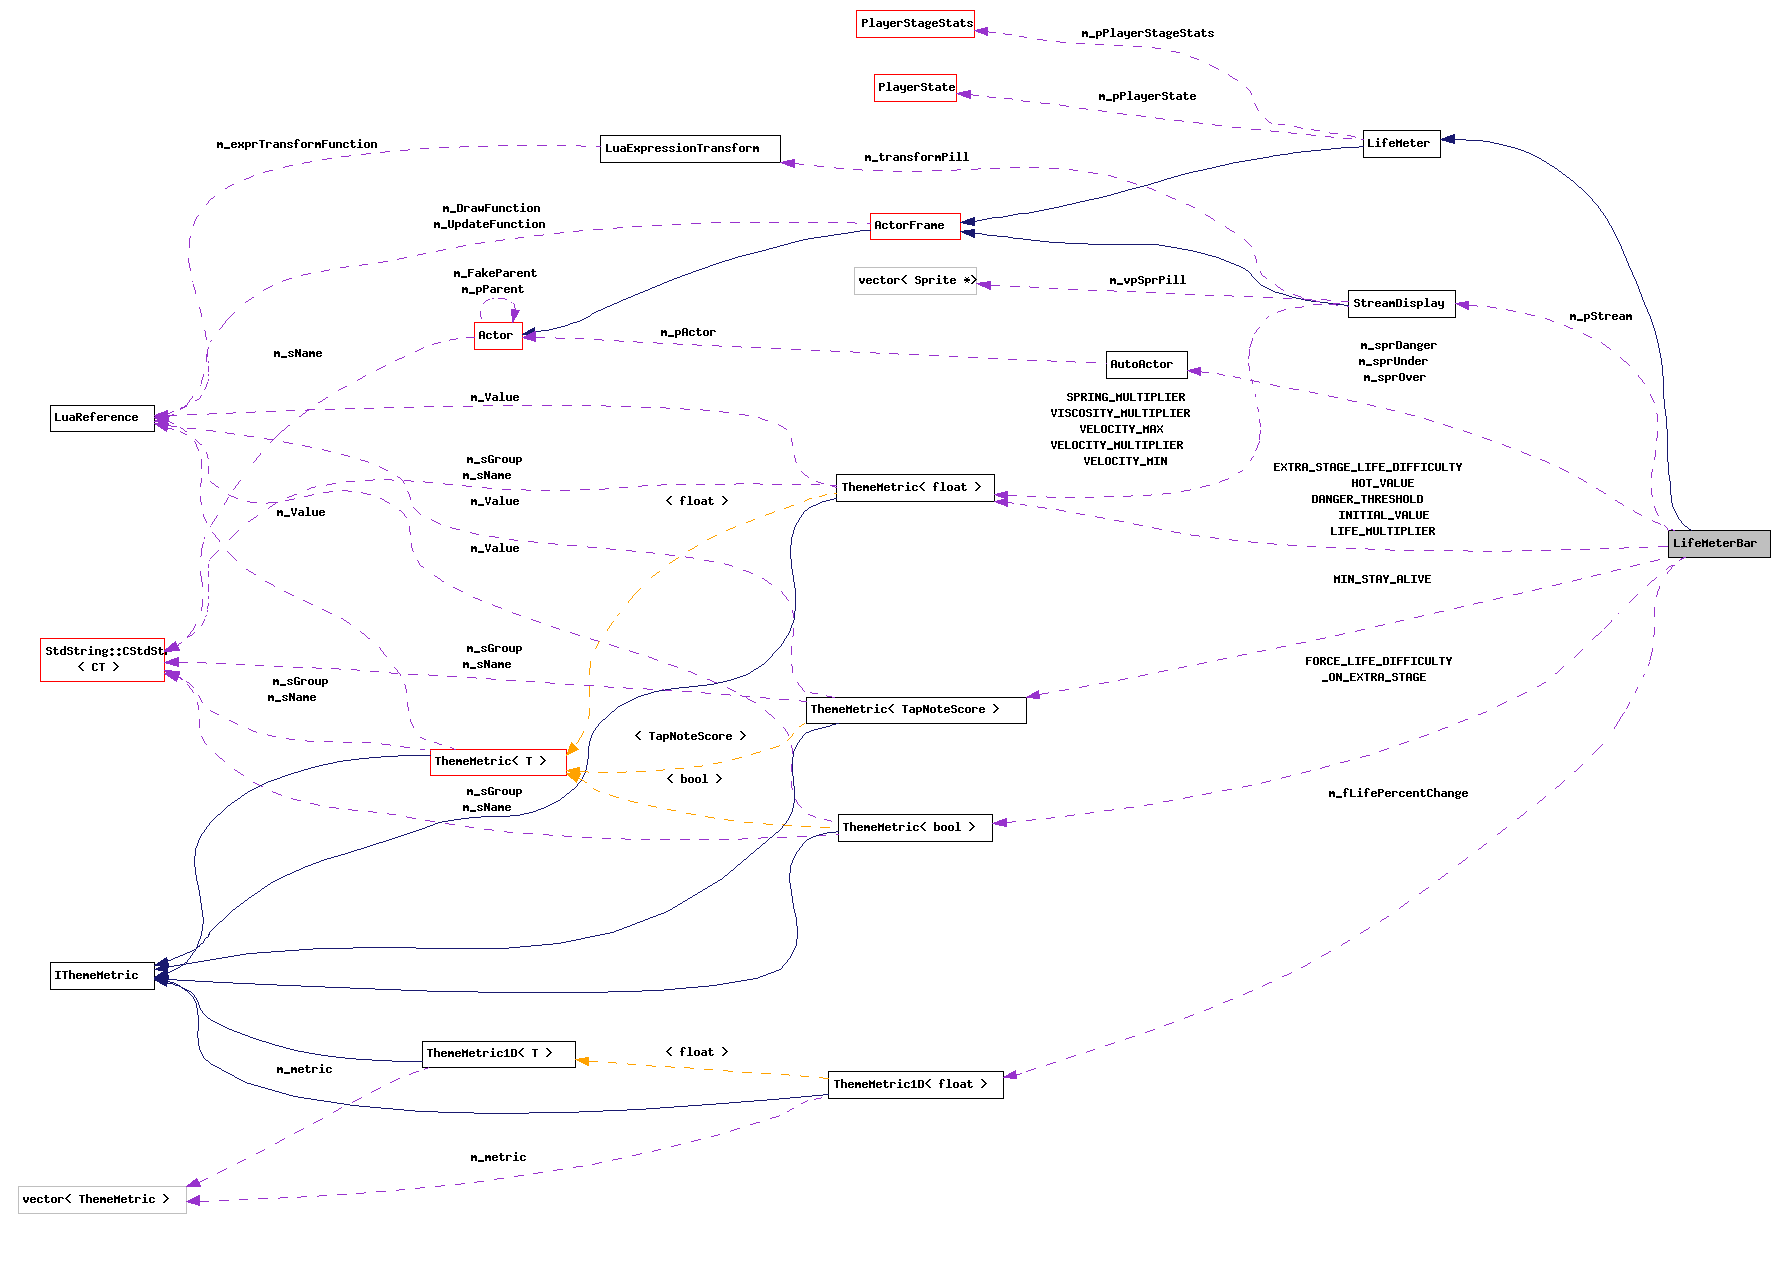 PlayerStageStats
m_pPlayerStageStats
PlayerState
m_pPlayerState
m_exprTransformFunction
LuaExpressionTransform
m_transformPill
LifeMeter
m_DrawFunction
m_UpdateFunction
ActorFrame
m_FakeParent
m_pParent
vector< Sprite *>
m_vpSprPill
StreamDisplay
m_pStream
Actor
m_pActor
m_sName
AutoActor
m_sprDanger
m_sprUnder
m_sprOver
LuaReference
m_Value
SPRING_MULTIPLIER
VISCOSITY_MULTIPLIER
VELOCITY_MAX
VELOCITY_MULTIPLIER
VELOCITY_MIN
m_sGroup
m_sName
m_Value
m_Value
< float >
ThemeMetric< float >
EXTRA_STAGE_LIFE_DIFFICULTY
HOT_VALUE
DANGER_THRESHOLD
INITIAL_VALUE
LIFE_MULTIPLIER
LifeMeterBar
m_Value
MIN_STAY_ALIVE
StdString::CStdSt
< CT >
m_sGroup
m_sName
m_sGroup
m_sName
FORCE_LIFE_DIFFICULTY
_ON_EXTRA_STAGE
ThemeMetric< TapNoteScore >
< TapNoteScore >
ThemeMetric< T >
< bool >
m_sGroup
m_sName
m_fLifePercentChange
ThemeMetric< bool >
IThemeMetric
ThemeMetric1D< T >
< float >
m_metric
ThemeMetric1D< float >
m_metric
vector< ThemeMetric >